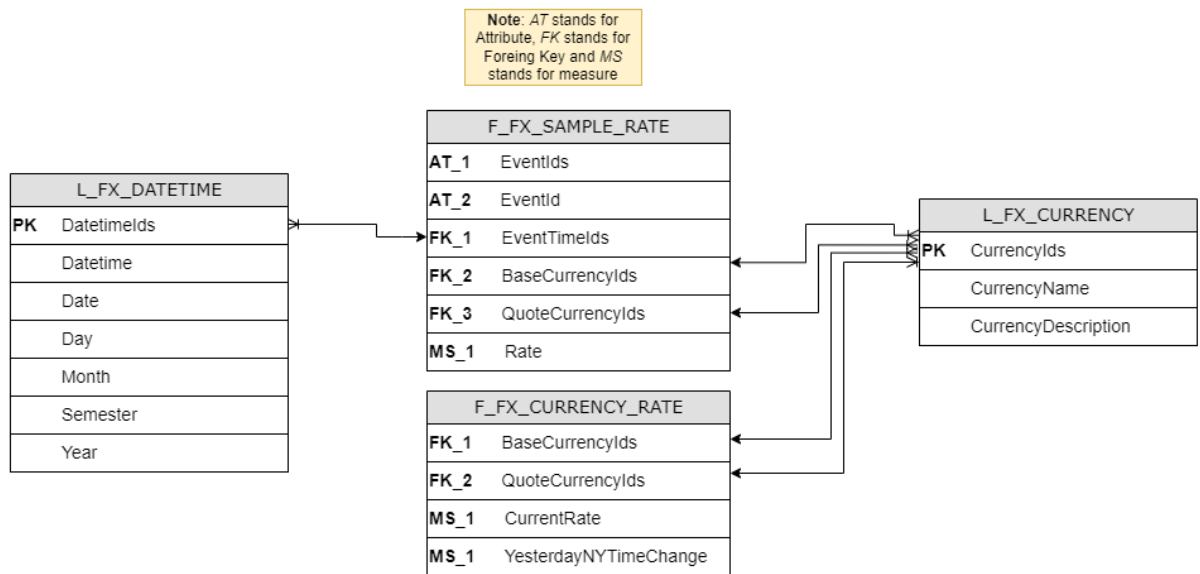 Note: AT stands for
Attribute, FK stands for
Foreing Key and MS
stands for measure
F_FX_SAMPLE_RATE
AT_1 EventIds
AT_2 EventId
FK_1 EventTimeIds
FK_2 BaseCurrencyIds
FK_3 QuoteCurrencyIds
MS_1 Rate
L_FX_DATETIME
PK DatetimeIds
Datetime
Date
Day
Month
Semester
Year
L_FX_CURRENCY
PK CurrencyIds
CurrencyName
CurrencyDescription
F_FX_CURRENCY_RATE
FK_1 BaseCurrencyIds
FK_2 QuoteCurrencyIds
MS_1 CurrentRate
MS_1 YesterdayNYTimeChange